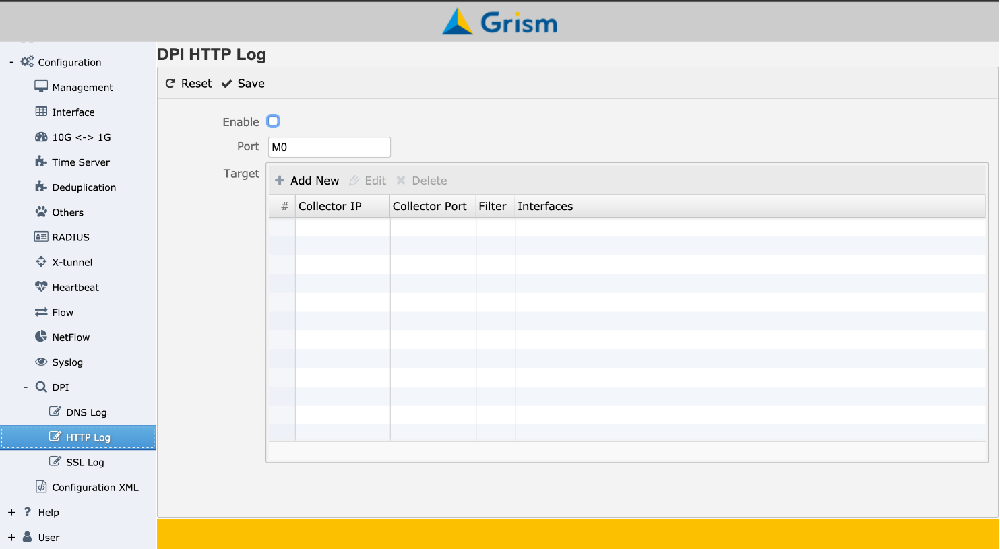 Grism
- Configuration
Management
Interface
10G <-> 1G
Time Server
Deduplication
Others
RADIUS
X-tunnel
Heartbeat
Flow
NetFlow
Syslog
- DPI
DNS Log
HTTP Log
SSL Log
Configuration XML
+ ? Help
+ User
DPI HTTP Log
Reset Save
Enable
Port M0
Target
+ Add New Edit Delete
# Collector IP Collector Port Filter Interfaces